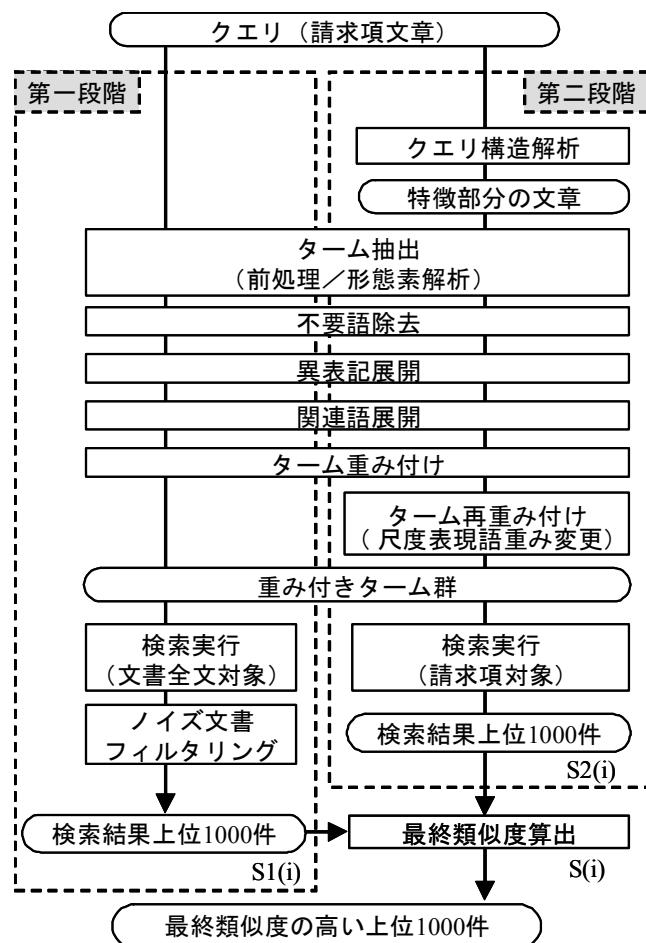 クエリ（請求項文章）
第一段階
第二段階
クエリ構造解析
特徴部分の文章
ターム抽出
（前処理／形態素解析）
不要語除去
異表記展開
関連語展開
ターム重み付け
ターム再重み付け
（尺度表現語重み変更）
重み付きターム群
検索実行
（文書全文対象）
検索実行
（請求項対象）
ノイズ文書
フィルタリング
検索結果上位1000件
S2(i)
検索結果上位1000件
S1(i)
最終類似度算出
S(i)
最終類似度の高い上位1000件